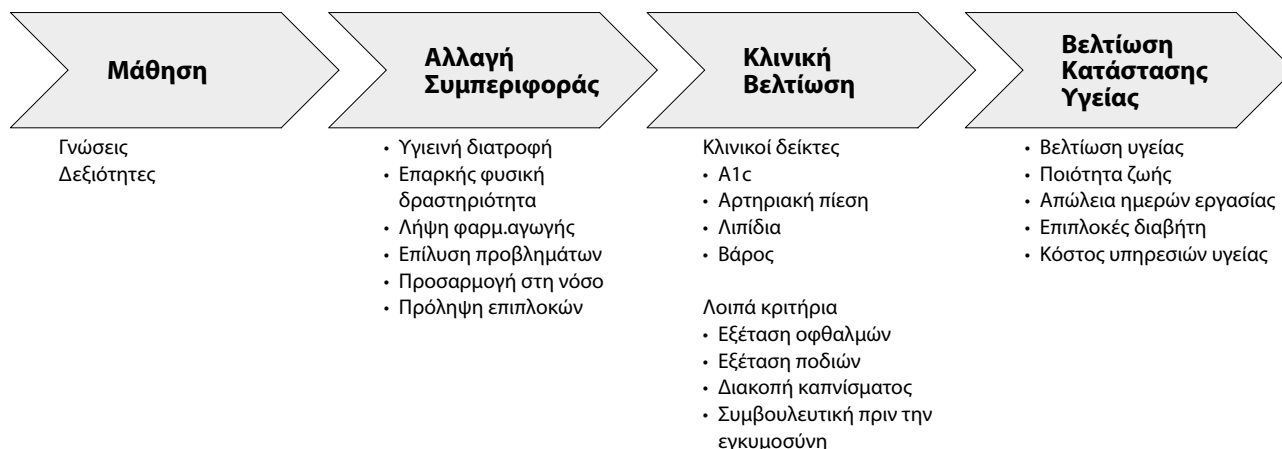 Μάθηση
Γνώσεις
Δεξιότητες
Αλλαγή
Συμπεριφοράς
• Υγιεινή διατροφή
• Επαρκής φυσική
δραστηριότητα
• Λήψη φαρμ.αγωγής
• Επίλυση προβλημάτων
• Προσαρμογή στη νόσο
• Πρόληψη επιπλοκών
Κλινική
Βελτίωση
Κλινικοί δείκτες
• A1c
• Αρτηριακή πίεση
• Λιπίδια
• Βάρος
Λοιπά κριτήρια
• Εξέταση οφθαλμών
• Εξέταση ποδιών
• Διακοπή καπνίσματος
• Συμβουλευτική πριν την
εγκυμοσύνη
Βελτίωση
Κατάστασης
Υγείας
• Βελτίωση υγείας
• Ποιότητα ζωής
• Απώλεια ημερών εργασίας
• Επιπλοκές διαβήτη
• Κόστος υπηρεσιών υγείας